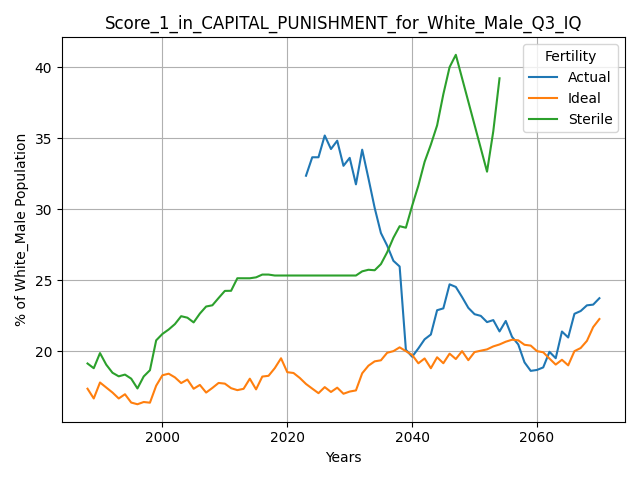 Score_1_in_CAPITAL_PUNISHMENT_for_White_Male_Q3_IQ
Fertility
Actual
Ideal
Sterile
% of White_Male Population
40
35
30
25
20
2000
2020
2040
2060
Years